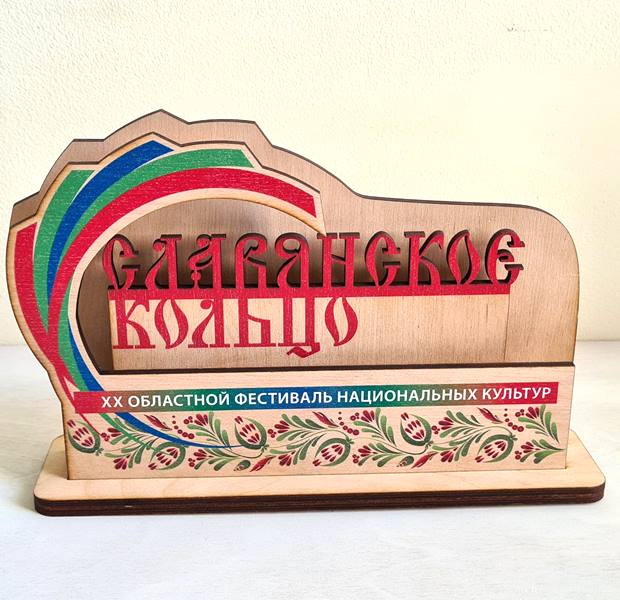 СЛАВЯНСКОЕ
КОЛЬЦО
XX ОБЛАСТНОЙ ФЕСТИВАЛЬ НАЦИОНАЛЬНЫХ КУЛЬТУР